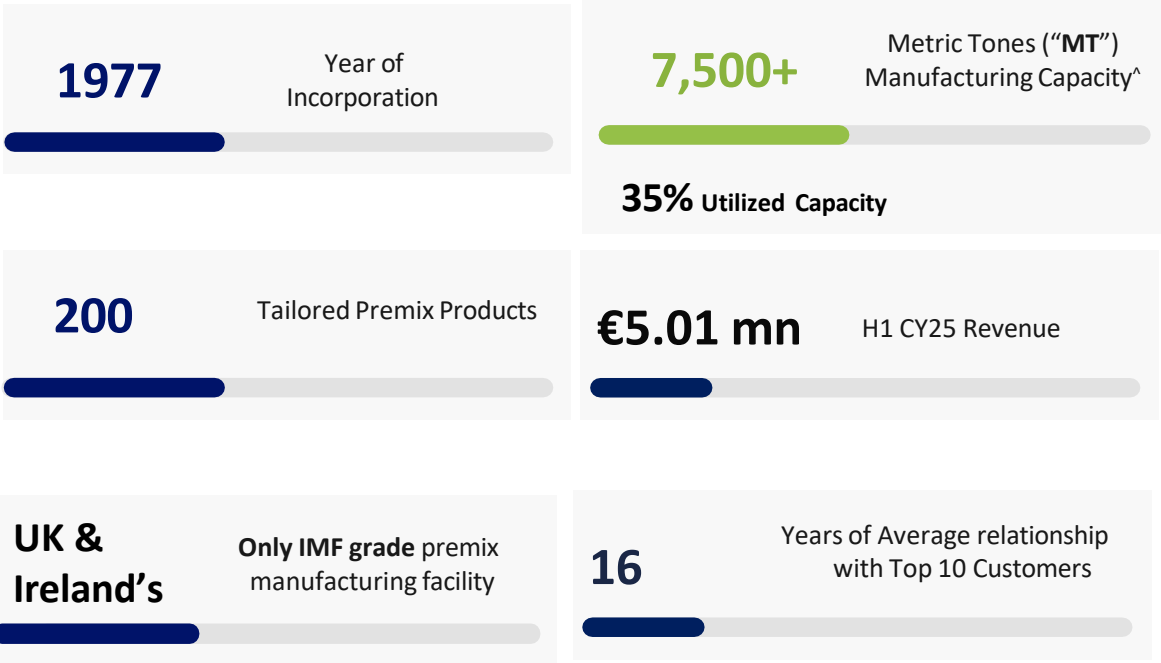 1977
Year of
Incorporation
7,500+
Metric Tones (“MT”)
Manufacturing Capacity^
35% Utilized Capacity
200
Tailored Premix Products
€5.01 mn
H1 CY25 Revenue
UK &
Ireland’s
Only IMF grade premix
manufacturing facility
16
Years of Average relationship
with Top 10 Customers